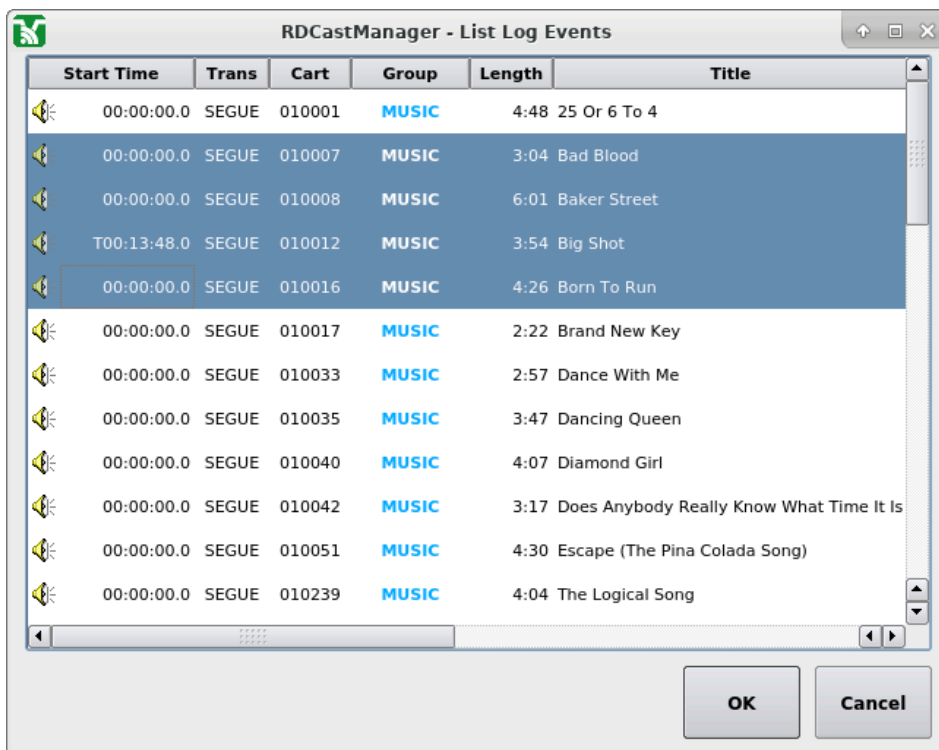 RDCastManager - List Log Events
Start Time Trans Cart Group Length Title
00:00:00.0 SEGUE 010001 MUSIC 4:48 25 Or 6 To 4
00:00:00.0 SEGUE 010007 MUSIC 3:04 Bad Blood
00:00:00.0 SEGUE 010008 MUSIC 6:01 Baker Street
T00:13:48.0 SEGUE 010012 MUSIC 3:54 Big Shot
00:00:00.0 SEGUE 010016 MUSIC 4:26 Born To Run
00:00:00.0 SEGUE 010017 MUSIC 2:22 Brand New Key
00:00:00.0 SEGUE 010033 MUSIC 2:57 Dance With Me
00:00:00.0 SEGUE 010035 MUSIC 3:47 Dancing Queen
00:00:00.0 SEGUE 010040 MUSIC 4:07 Diamond Girl
00:00:00.0 SEGUE 010042 MUSIC 3:17 Does Anybody Really Know What Time It Is
00:00:00.0 SEGUE 010051 MUSIC 4:30 Escape (The Pina Colada Song)
00:00:00.0 SEGUE 010239 MUSIC 4:04 The Logical Song
OK Cancel